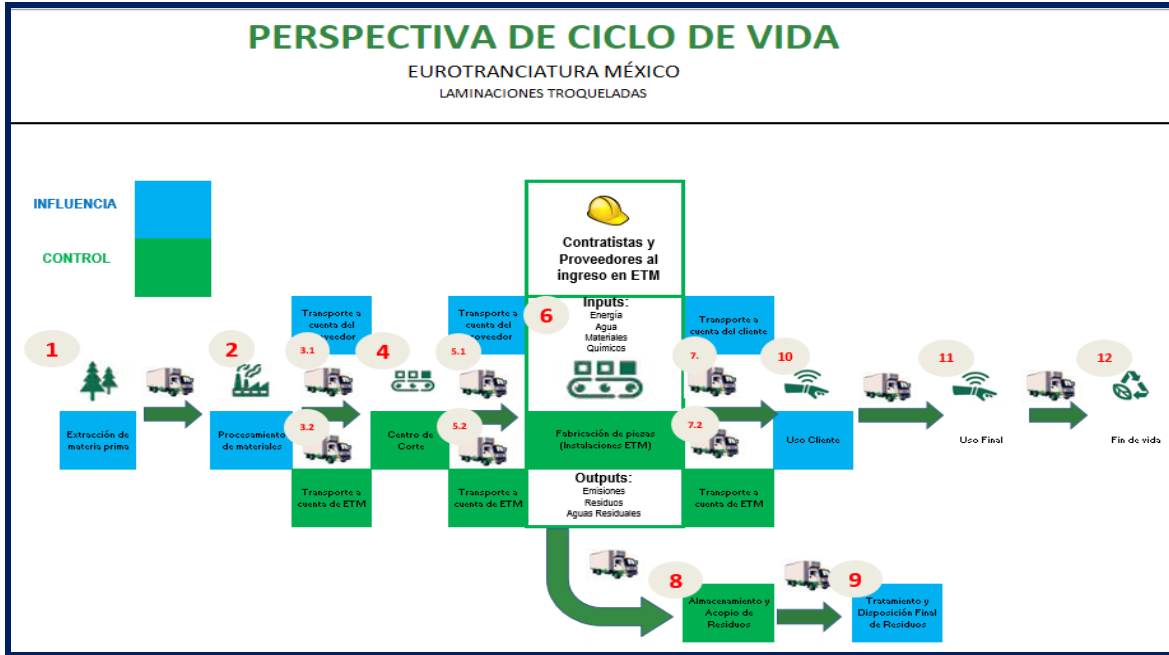 PERSPECTIVA DE CICLO DE VIDA
EUROTRANCIATURA MÉXICO
LAMINACIONES TROQUELADAS
INFLUENCIA
CONTROL
Contratistas y
Proveedores al
ingreso en ETM
Transporte a
cuenta del
Transporte a
cuenta del
6
Inputs:
Energía
Agua
Materiales
Químicos
Transporte a
cuenta del cliente
1
2
3.1
4
5.1
7.
10
11
12
Extracción de
materia prima
Procesamiento
de materiales
3.2
Centro de
Corte
5.2
Fabricación de piezas
(Instalaciones ETM)
7.2
Uso Cliente
Uso Final
Fin de vida
Transporte a
cuenta de ETM
Transporte a
cuenta de ETM
Outputs:
Emisiones
Residuos
Aguas Residuales
Transporte a
cuenta de ETM
8
9
Almacenamiento y
Acopio de
Residuos
Tratamiento y
Disposición Final
de Residuos